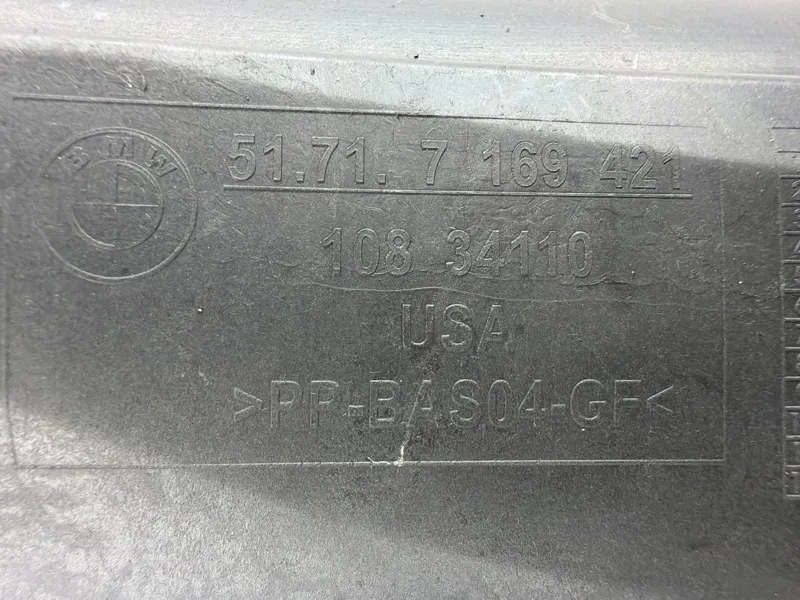 BMW
51.71. 7 169 421
108 34110
USA
>PP-BAS04-GF<